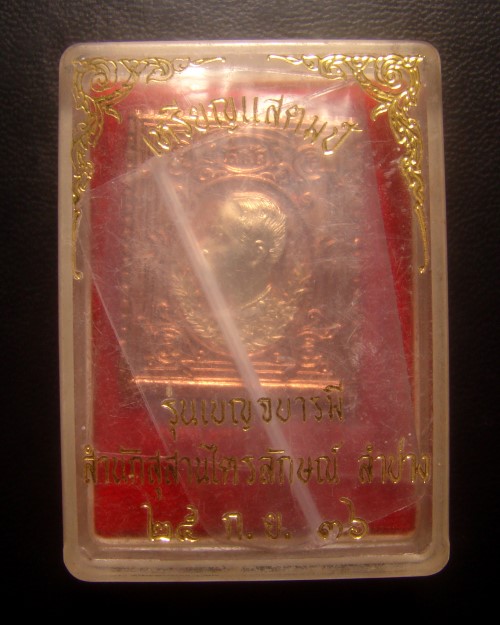 เหรียญแสตมป์
รุ่นเบญจบารมี
สำนักสุสานไตรลักษณ์ ลำปาง
๒๕ ก.ย. ๓๖